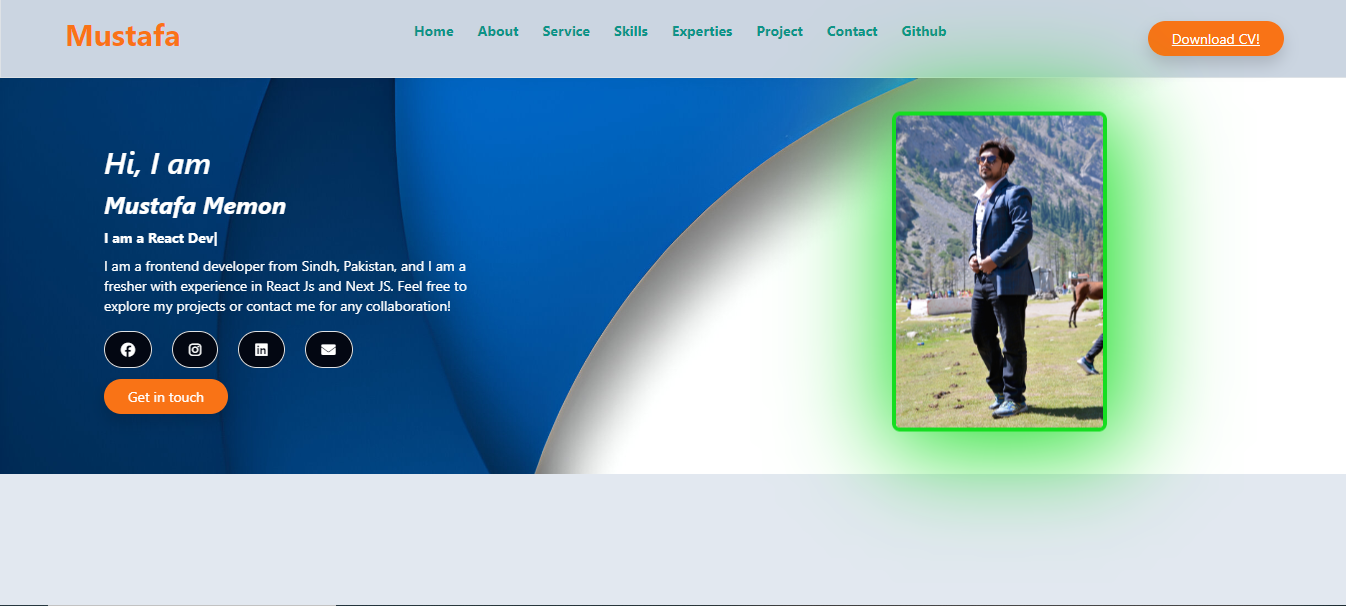 Mustafa
Home About Service Skills Experties Project Contact Github
Download CV!
Hi, I am
Mustafa Memon
I am a React Dev|
I am a frontend developer from Sindh, Pakistan, and I am a
fresher with experience in React Js and Next JS. Feel free to
explore my projects or contact me for any collaboration!
Get in touch